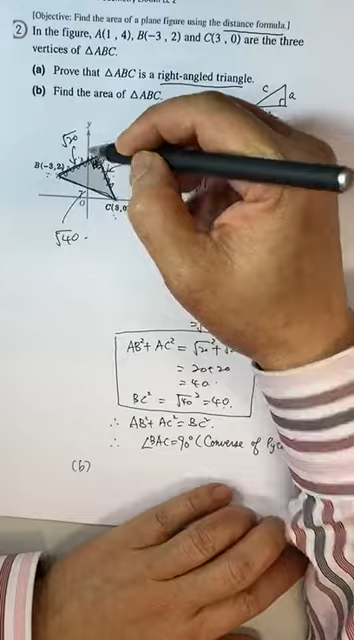 [Objective: Find the area of a plane figure using the distance formula.]
2 In the figure, A(1 , 4), B(−3 , 2) and C(3 , 0) are the three
vertices of △ABC.
(a) Prove that △ABC is a right-angled triangle.
(b) Find the area of △ABC.
c
a
y
√20
B(−3,2)
O
C(3,0
√40
AB² + AC² = √20² + √2
= 20+20
= 40
BC² = √40² = 40
∴ AB² + AC² = BC².
∴ ∠BAC = 90° (Converse of Py
(b)